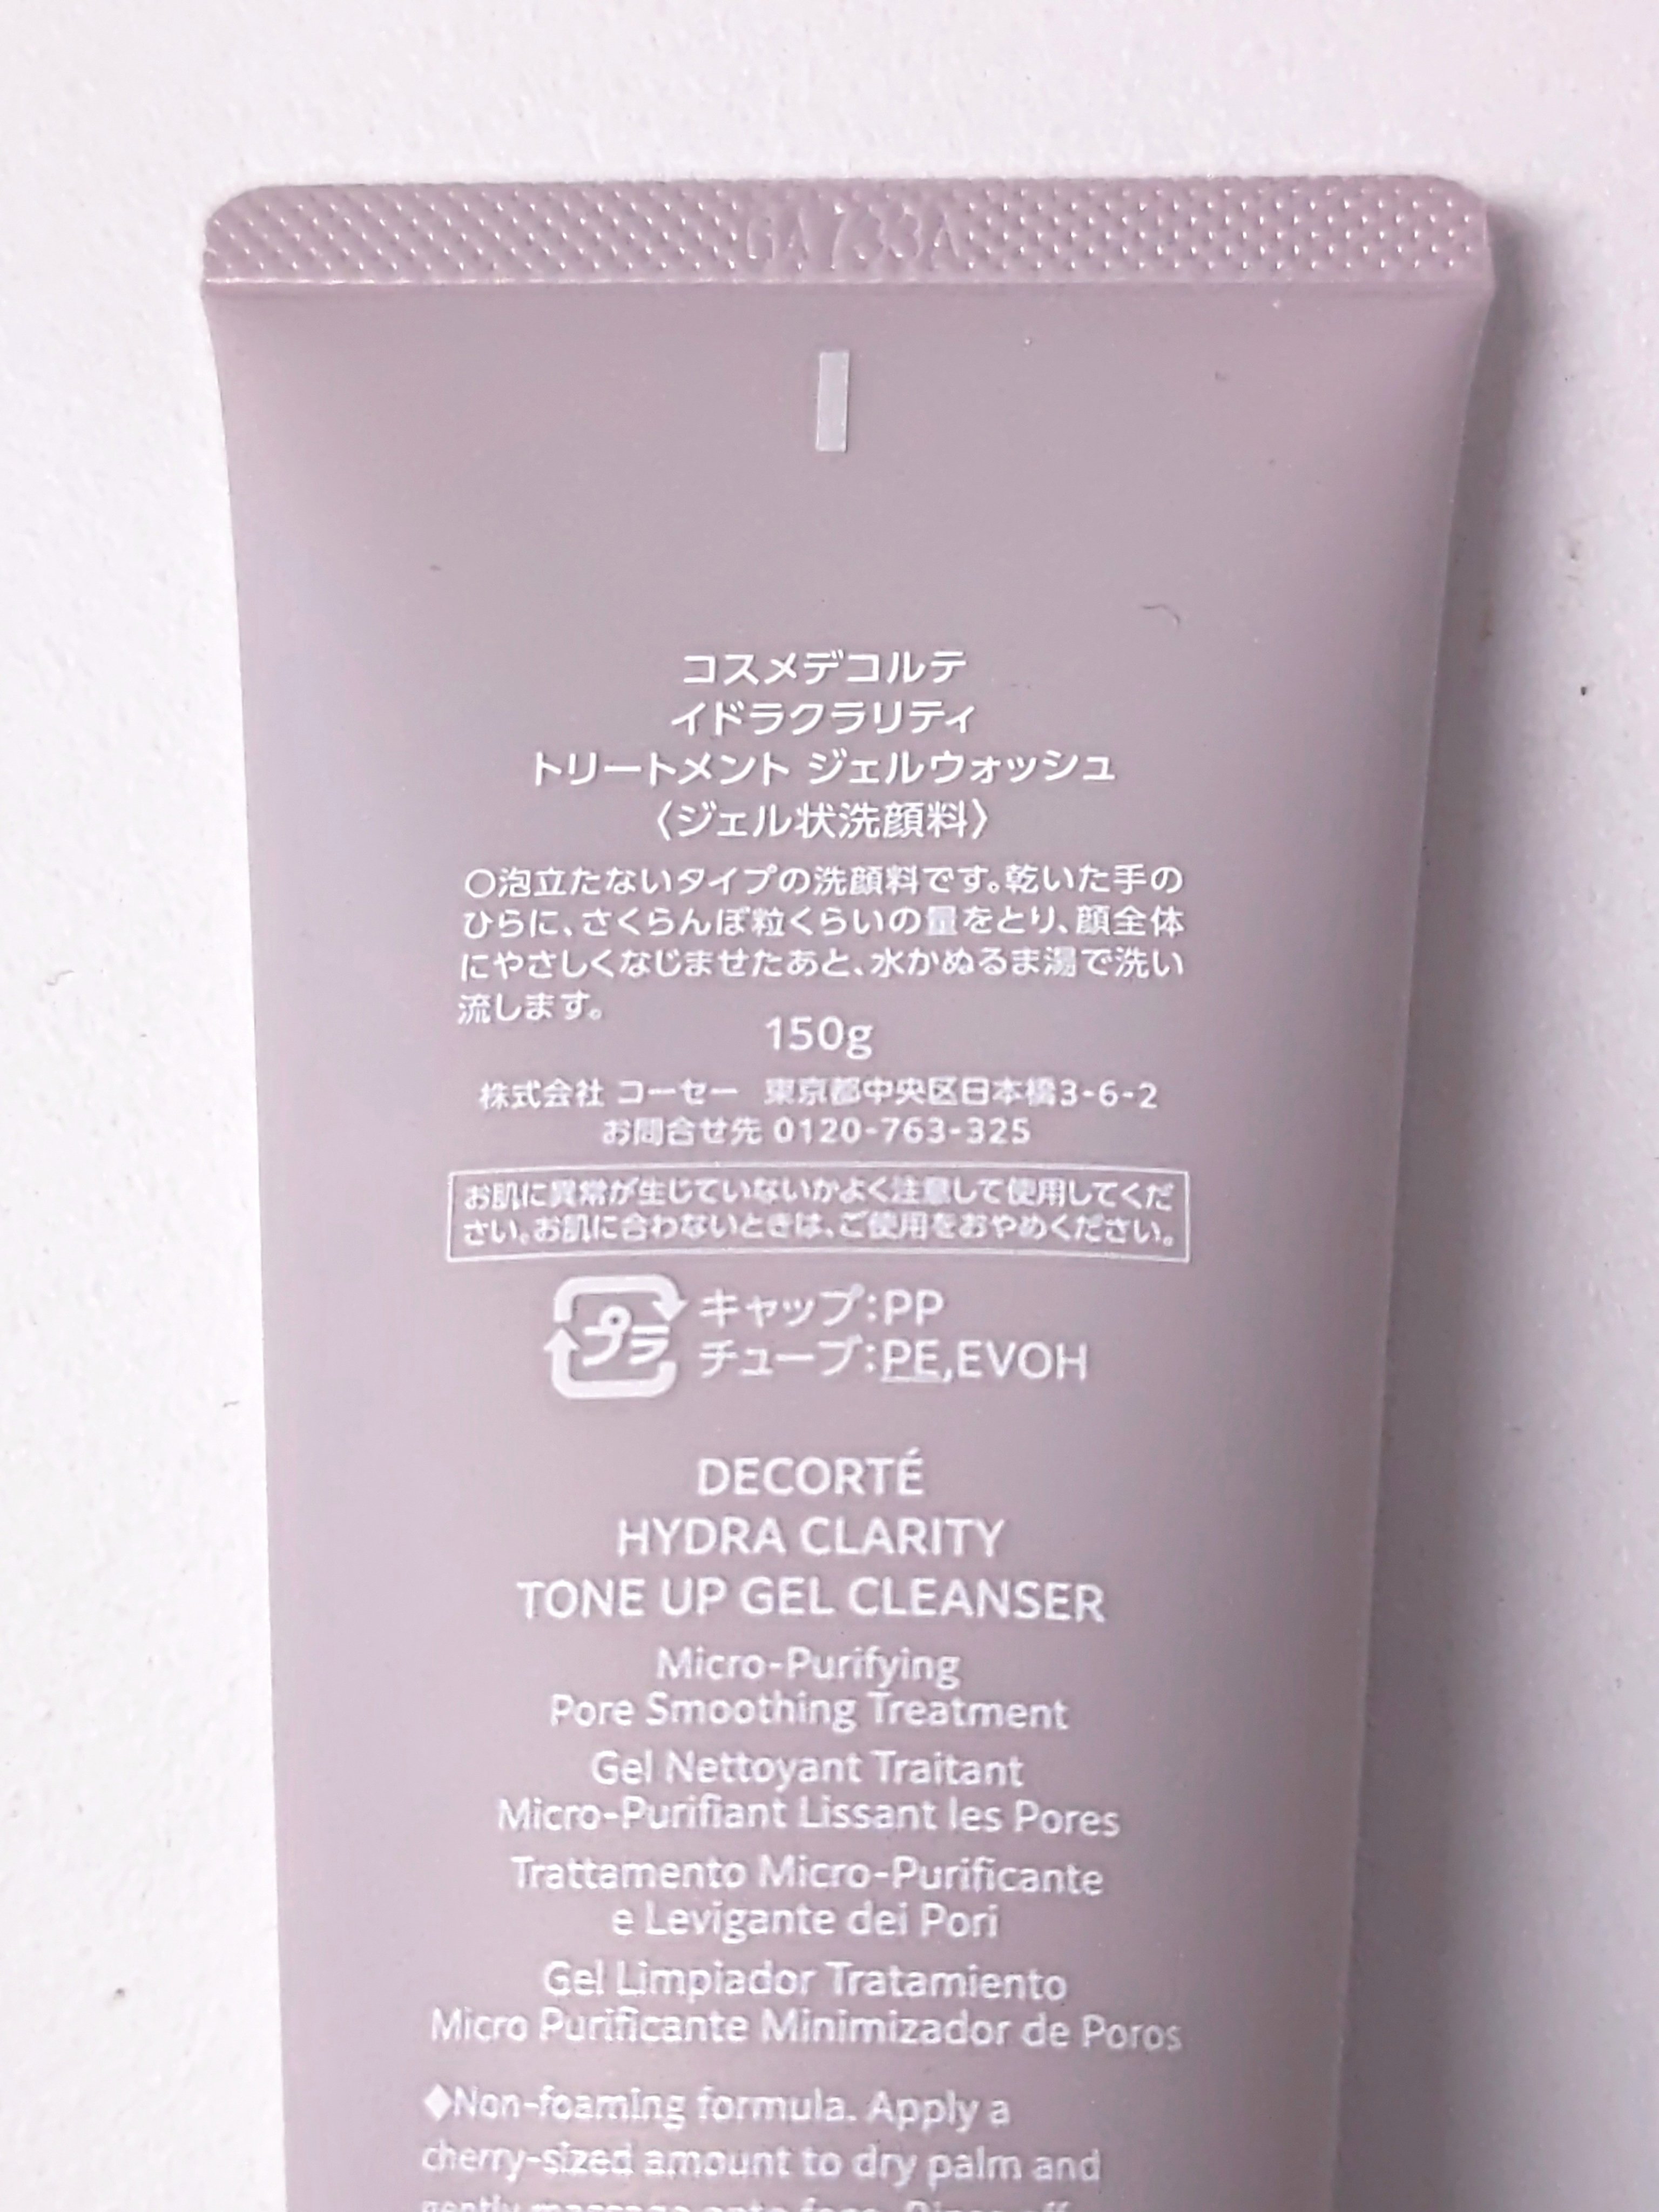 GA733A
コスメデコルテ
イドラクラリティ
トリートメント ジェルウォッシュ
〈ジェル状洗顔料〉
○泡立たないタイプの洗顔料です。乾いた手の
ひらに、さくらんぼ粒くらいの量をとり、顔全体
にやさしくなじませたあと、水かぬるま湯で洗い
流します。
150g
株式会社 コーセー 東京都中央区日本橋3-6-2
お問合せ先 0120-763-325
お肌に異常が生じていないかよく注意して使用してくだ
さい。お肌に合わないときは、ご使用をおやめください。
プラ
キャップ:PP
チューブ:PE,EVOH
DECORTÉ
HYDRA CLARITY
TONE UP GEL CLEANSER
Micro-Purifying
Pore Smoothing Treatment
Gel Nettoyant Traitant
Micro-Purifiant Lissant les Pores
Trattamento Micro-Purificante
e Levigante dei Pori
Gel Limpiador Tratamiento
Micro Purificante Minimizador de Poros
◆Non-foaming formula. Apply a
cherry-sized amount to dry palm and